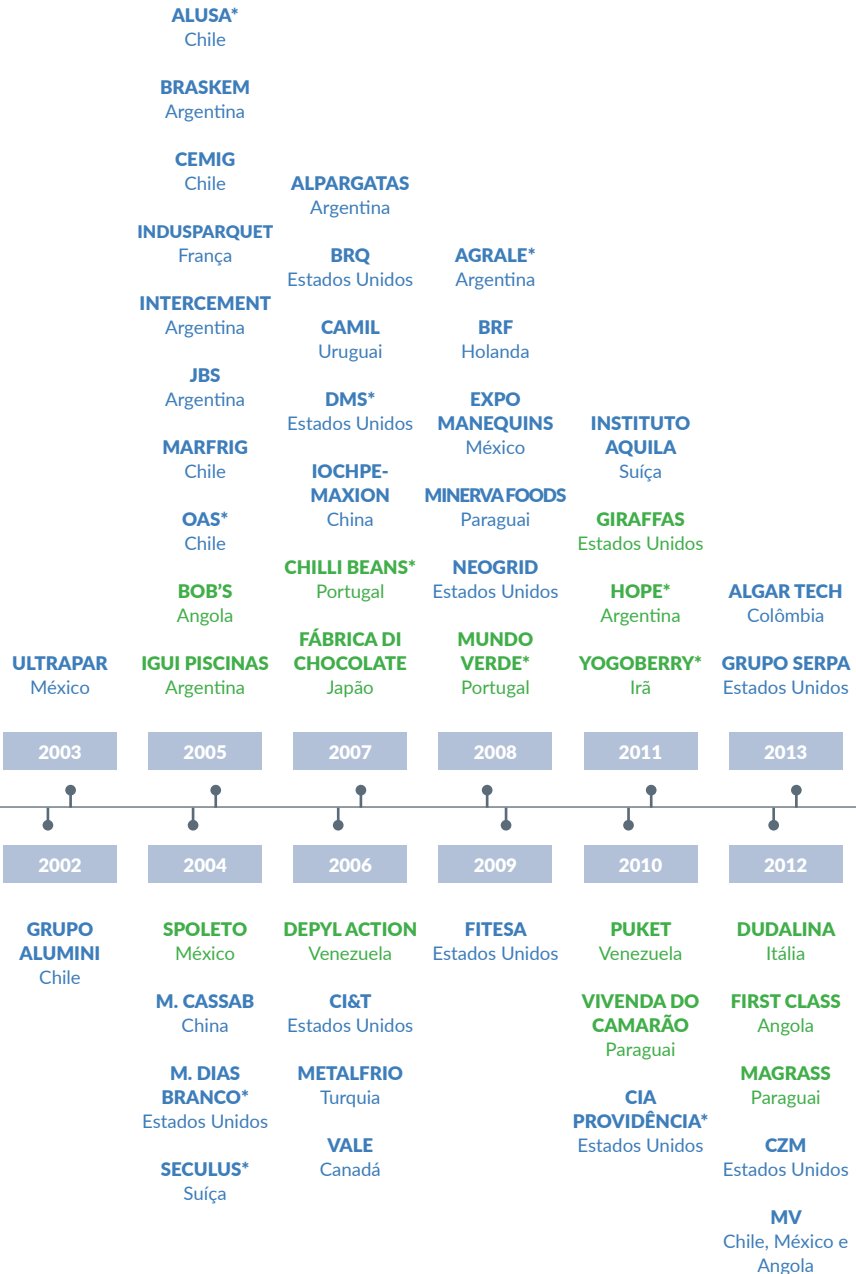 ALUSA*
Chile
BRASKEM
Argentina
CEMIG
Chile
INDUSPARQUET
França
INTERCEMENT
Argentina
JBS
Argentina
MARFRIG
Chile
OAS*
Chile
BOB'S
Angola
IGUI PISCINAS
Argentina
ALPARGATAS
Argentina
BRQ
Estados Unidos
CAMIL
Uruguai
DMS*
Estados Unidos
IOCHPE-
MAXION
China
CHILLI BEANS*
Portugal
FÁBRICA DI
CHOCOLATE
Japão
AGRALE*
Argentina
BRF
Holanda
EXPO
MANEQUINS
México
MINERVA FOODS
Paraguai
NEOGRID
Estados Unidos
MUNDO
VERDE*
Portugal
INSTITUTO
AQUILA
Suíça
GIRAFFAS
Estados Unidos
HOPE*
Argentina
YOGOBERRY*
Irã
ALGAR TECH
Colômbia
GRUPO SERPA
Estados Unidos
ULTRAPAR
México
2003
2005
2007
2008
2011
2013
2002
2004
2006
2009
2010
2012
GRUPO
ALUMINI
Chile
SPOLETO
México
M. CASSAB
China
M. DIAS
BRANCO*
Estados Unidos
SECULUS*
Suíça
DEPYL ACTION
Venezuela
CI&T
Estados Unidos
METALFRIO
Turquia
VALE
Canadá
FITESA
Estados Unidos
PUKET
Venezuela
VIVENDA DO
CAMARÃO
Paraguai
CIA
PROVIDÊNCIA*
Estados Unidos
DUDALINA
Itália
FIRST CLASS
Angola
MAGRASS
Paraguai
CZM
Estados Unidos
MV
Chile, México e
Angola